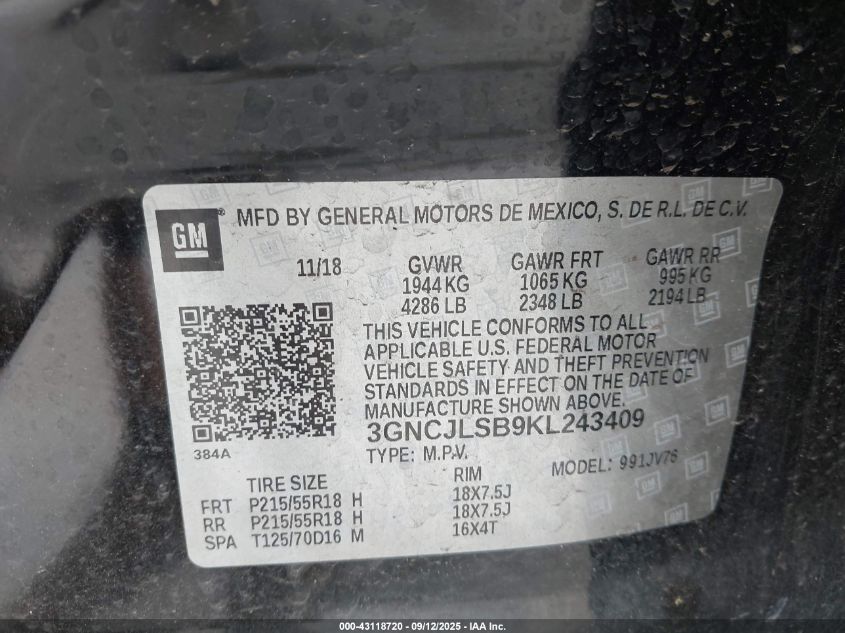 GM® MFD BY GENERAL MOTORS DE MEXICO, S. DE R.L. DE C.V.
11/18 GVWR GAWR FRT GAWR RR
1944 KG 1065 KG 995 KG
4286 LB 2348 LB 2194 LB
THIS VEHICLE CONFORMS TO ALL
APPLICABLE U.S. FEDERAL MOTOR
VEHICLE SAFETY AND THEFT PREVENTION
STANDARDS IN EFFECT ON THE DATE OF
MANUFACTURE SHOWN ABOVE.
3GNCJLSB9KL243409
384A
TYPE: M.P.V. MODEL: 991JV76
TIRE SIZE RIM
FRT P215/55R18 H 18X7.5J
RR P215/55R18 H 18X7.5J
SPA T125/70D16 M 16X4T
000-43118720 - 09/12/2025 - IAA Inc.